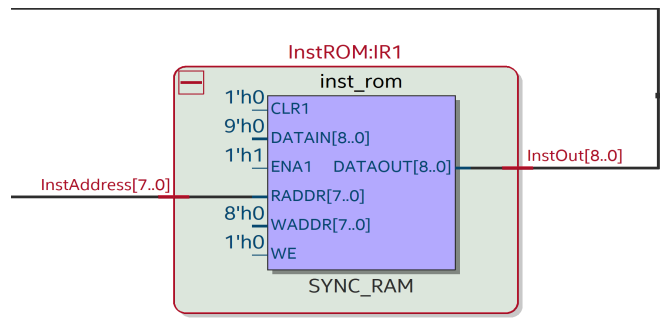 InstROM:IR1
inst_rom
1'h0
CLR1
9'h0
DATAIN[8..0]
1'h1
ENA1
DATAOUT[8..0]
InstOut[8..0]
InstAddress[7..0]
RADDR[7..0]
8'h0
WADDR[7..0]
1'h0
WE
SYNC_RAM